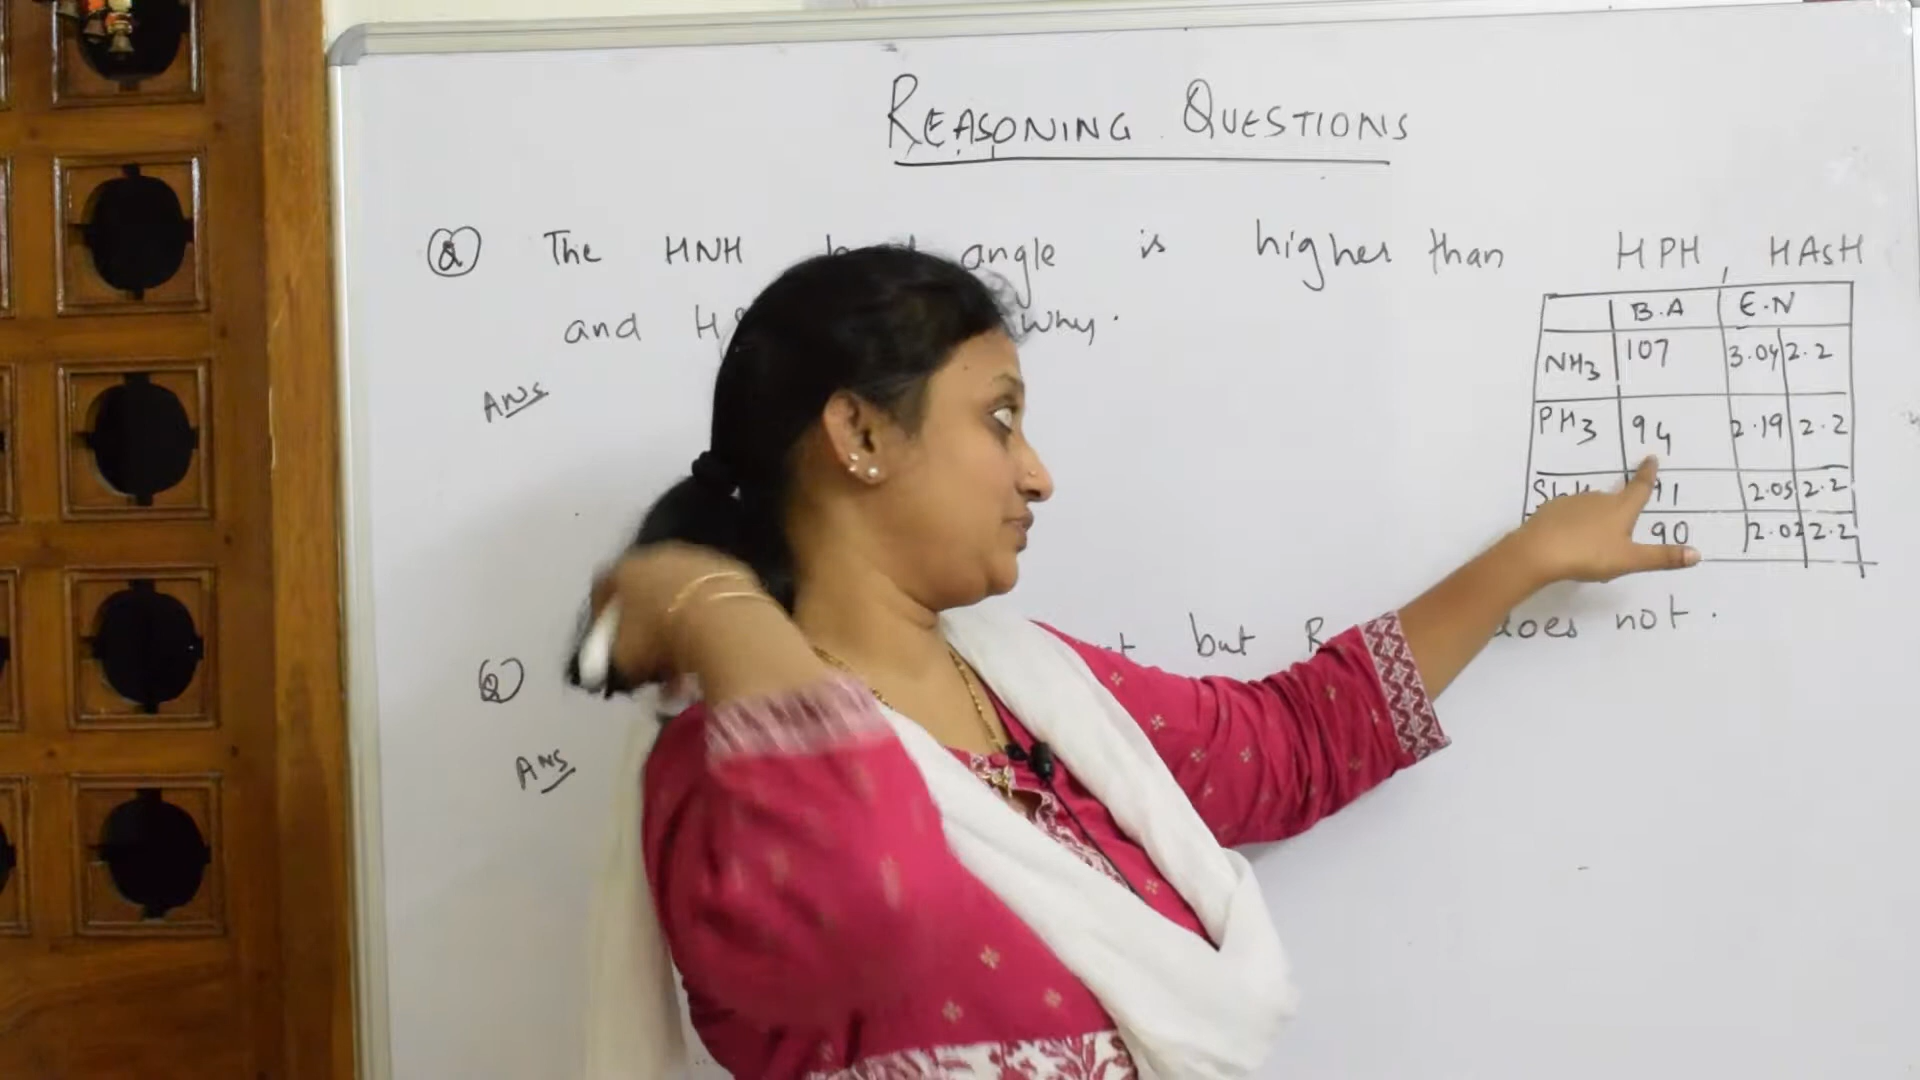 REASONING QUESTIONS
Q The HNH angle is higher than HPH, HAsH
and why.
B.A E.N
NH3 107 3.04 2.2
Ans
PH3 94 2.19 2.2
91 2.05 2.2
90 2.02 2.2
Q but does not.
Ans